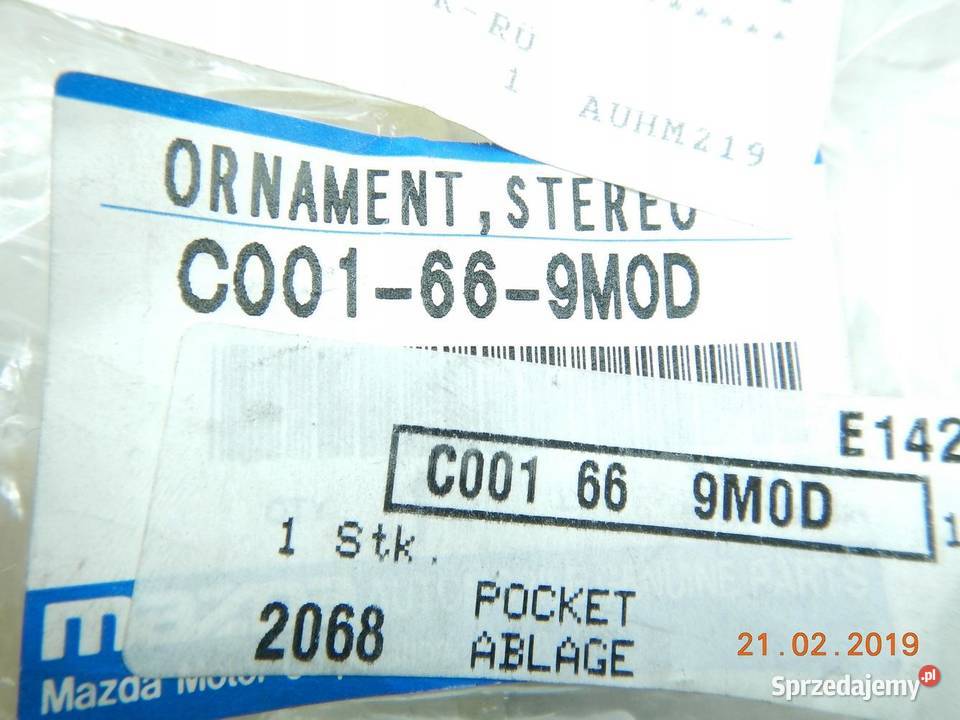 K-RÜ
1 AUHM219
ORNAMENT, STEREO
C001-66-9M0D
E142
C001 66 9M0D
1 Stk.
2068
POCKET
ABLAGE
Mazda Motor
21.02.2019
Sprzedajemy.pl